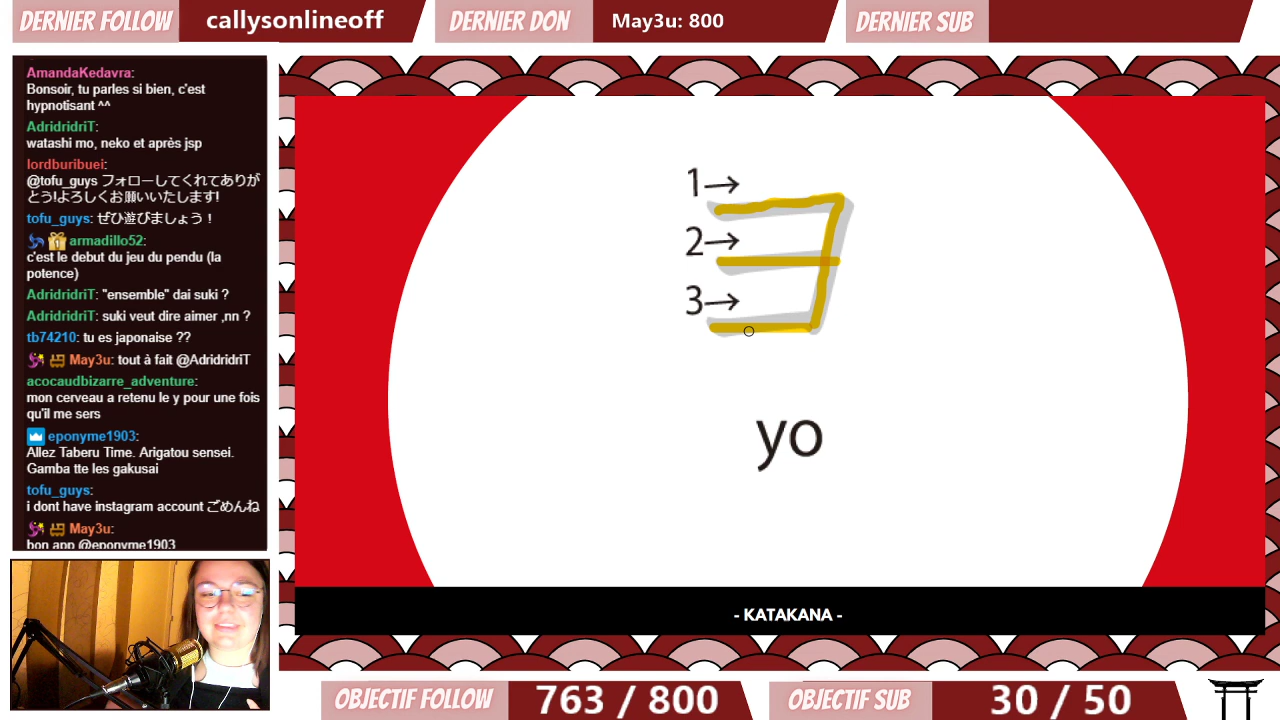 DERNIER FOLLOW callysonlineoff DERNIER DON May3u: 800 DERNIER SUB
AmandaKedavra:
Bonsoir, tu parles si bien, c'est
hypnotisant ^^
AdridridriT:
watashi mo, neko et après jsp
lordburibuei:
@tofu_guys フォローしてくれてありが
とう!よろしくお願いいたします!
tofu_guys: ぜひ遊びましょう！
armadillo52:
c'est le debut du jeu du pendu (la
potence)
AdridridriT: "ensemble" dai suki ?
AdridridriT: suki veut dire aimer ,nn ?
tb74210: tu es japonaise ??
May3u: tout à fait @AdridridriT
acocaudbizarre_adventure:
mon cerveau a retenu le y pour une fois
qu'il me sers
eponyme1903:
Allez Taberu Time. Arigatou sensei.
Gamba tte les gakusai
tofu_guys:
i dont have instagram account ごめんね
May3u:
bon app @eponyme1903
1→
2→
3→
ヨ
yo
- KATAKANA -
OBJECTIF FOLLOW 763 / 800 OBJECTIF SUB 30 / 50